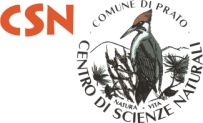 CSN
COMUNE DI PRATO
CENTRO DI SCIENZE NATURALI
NATURA · VITA